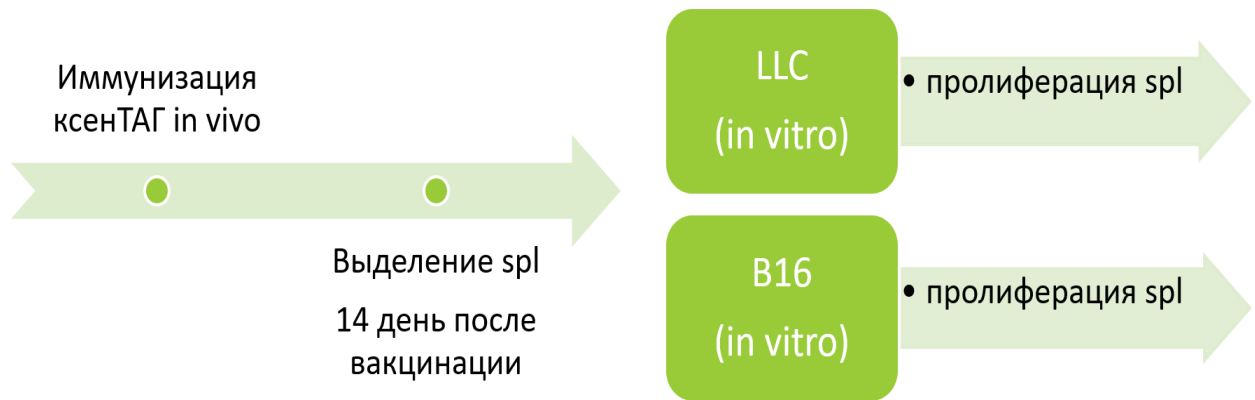 Иммунизация
ксенТАГ in vivo
Выделение spl
14 день после
вакцинации
LLC
(in vitro)
• пролиферация spl
B16
(in vitro)
• пролиферация spl